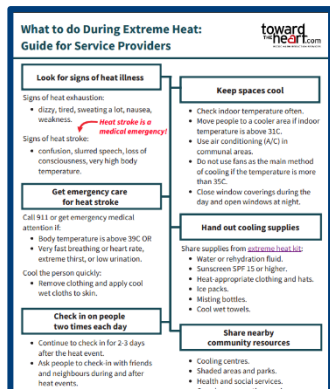 What to do During Extreme Heat:
Guide for Service Providers
toward
THE heart.com
Look for signs of heat illness
Signs of heat exhaustion:
• dizzy, tired, sweating a lot, nausea,
weakness.
Heat stroke is a
medical emergency!
Signs of heat stroke:
• confusion, slurred speech, loss of
consciousness, very high body
temperature.
Get emergency care
for heat stroke
Call 911 or get emergency medical
attention if:
• Body temperature is above 39C OR
• Very fast breathing or heart rate,
extreme thirst, or low urination.
Cool the person quickly:
• Remove clothing and apply cool
wet cloths to skin.
Check in on people
two times each day
• Continue to check in for 2-3 days
after the heat event.
• Ask people to check-in with friends
and neighbours during and after
heat events.
Keep spaces cool
• Check indoor temperature often.
• Move people to a cooler area if indoor
temperature is above 31C.
• Use air conditioning (A/C) in
communal areas.
• Do not use fans as the main method
of cooling if the temperature is more
than 35C.
• Close window coverings during the
day and open windows at night.
Hand out cooling supplies
Share supplies from extreme heat kit:
• Water or rehydration fluid.
• Sunscreen SPF 15 or higher.
• Heat-appropriate clothing and hats.
• Ice packs.
• Misting bottles.
• Cool wet towels.
Share nearby
community resources
• Cooling centres.
• Shaded areas and parks.
• Health and social services.